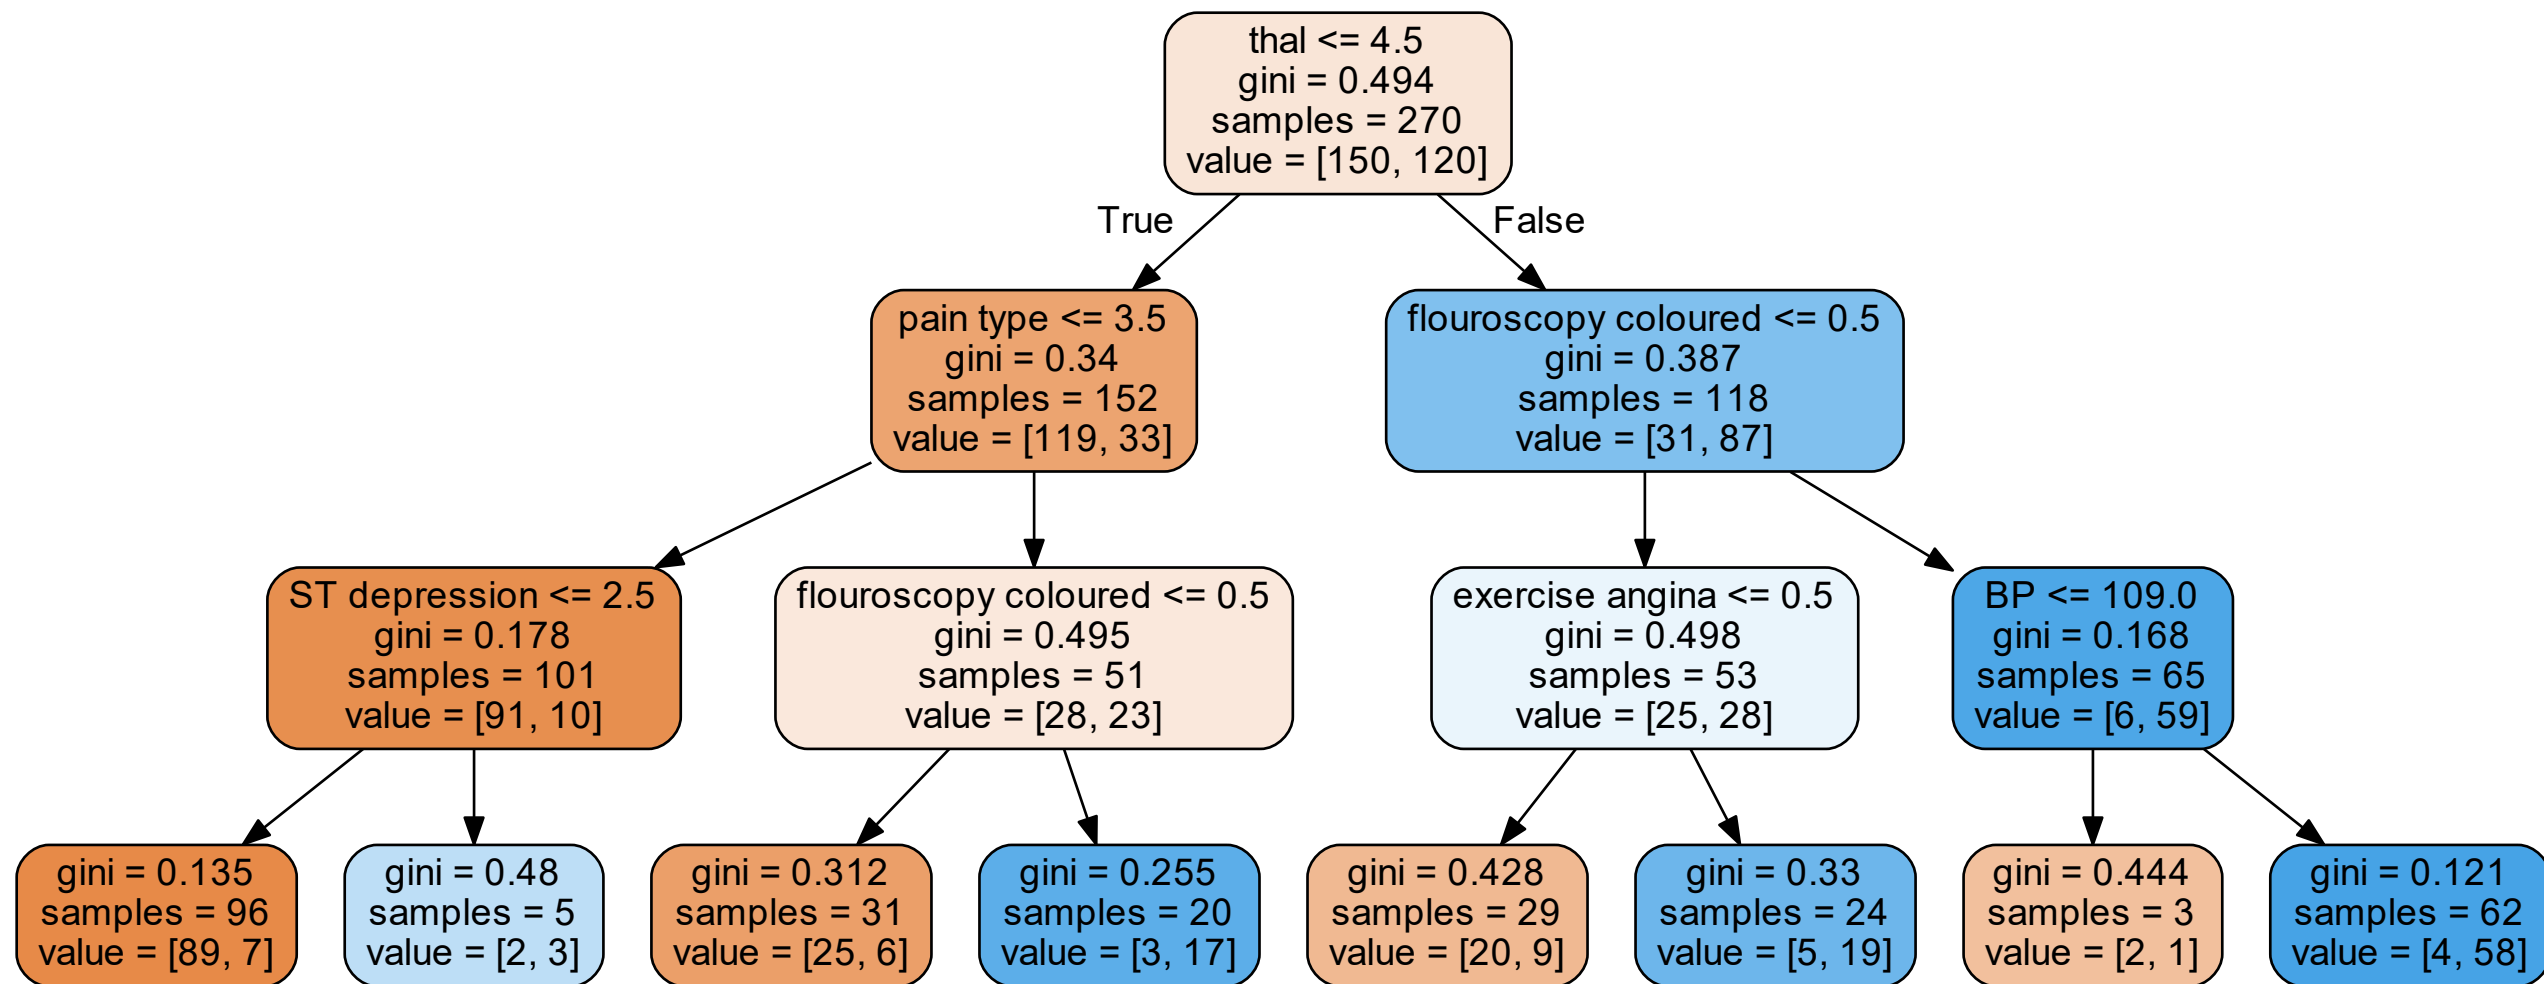 thal <= 4.5
gini = 0.494
samples = 270
value = [150, 120]
True
False
pain type <= 3.5
gini = 0.34
samples = 152
value = [119, 33]
flouroscopy coloured <= 0.5
gini = 0.387
samples = 118
value = [31, 87]
ST depression <= 2.5
gini = 0.178
samples = 101
value = [91, 10]
flouroscopy coloured <= 0.5
gini = 0.495
samples = 51
value = [28, 23]
exercise angina <= 0.5
gini = 0.498
samples = 53
value = [25, 28]
BP <= 109.0
gini = 0.168
samples = 65
value = [6, 59]
gini = 0.135
samples = 96
value = [89, 7]
gini = 0.48
samples = 5
value = [2, 3]
gini = 0.312
samples = 31
value = [25, 6]
gini = 0.255
samples = 20
value = [3, 17]
gini = 0.428
samples = 29
value = [20, 9]
gini = 0.33
samples = 24
value = [5, 19]
gini = 0.444
samples = 3
value = [2, 1]
gini = 0.121
samples = 62
value = [4, 58]